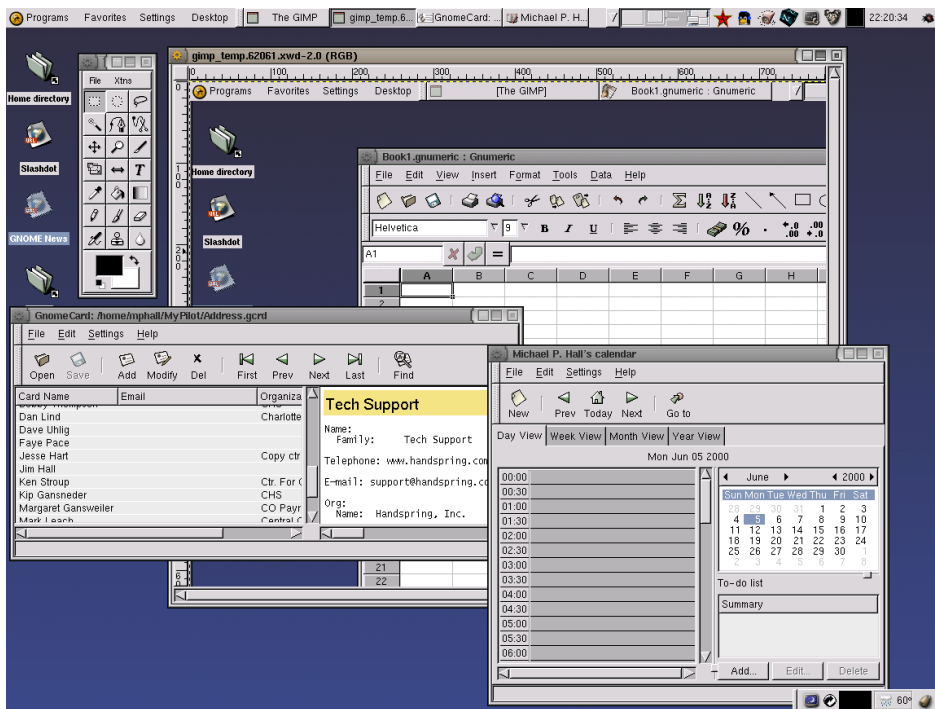 Programs Favorites Settings Desktop The GIMP gimp_temp.6... GnomeCard: ... Michael P. H... 22:20:34
Home directory
Slashdot
GNOME News
File Xtns
gimp_temp.62061.xwd-2.0 (RGB)
0 100 200 300 400 500 600 700
Programs Favorites Settings Desktop [The GIMP] Book1.gnumeric : Gnumeric
Home directory
Slashdot
Book1.gnumeric : Gnumeric
File Edit View Insert Format Tools Data Help
Helvetica 9 B I U % +.0 .00
.00 +.0
A1 =
A B C D E F G H
1
2
21
22
GnomeCard: /home/mphall/MyPilot/Address.gcrd
File Edit Settings Help
Open Save Add Modify Del First Prev Next Last Find
Card Name Email Organiza
Dan Lind Charlotte
Dave Uhlig
Faye Pace
Jesse Hart Copy ctr
Jim Hall
Ken Stroup Ctr. For (
Kip Gansneder CHS
Margaret Gansweiler CO Payr
Mark Leach Central C
Tech Support
Name:
Family: Tech Support
Telephone: www.handspring.com
E-mail: support@handspring.co
Org:
Name: Handspring, Inc.
Michael P. Hall's calendar
File Edit Settings Help
New Prev Today Next Go to
Day View Week View Month View Year View
Mon Jun 05 2000
00:00
00:30
01:00
01:30
02:00
02:30
03:00
03:30
04:00
04:30
05:00
05:30
06:00
June 2000
Sun Mon Tue Wed Thu Fri Sat
28 29 30 31 1 2 3
4 5 6 7 8 9 10
11 12 13 14 15 16 17
18 19 20 21 22 23 24
25 26 27 28 29 30 1
2 3 4 5 6 7 8
To-do list
Summary
Add... Edit... Delete
60°